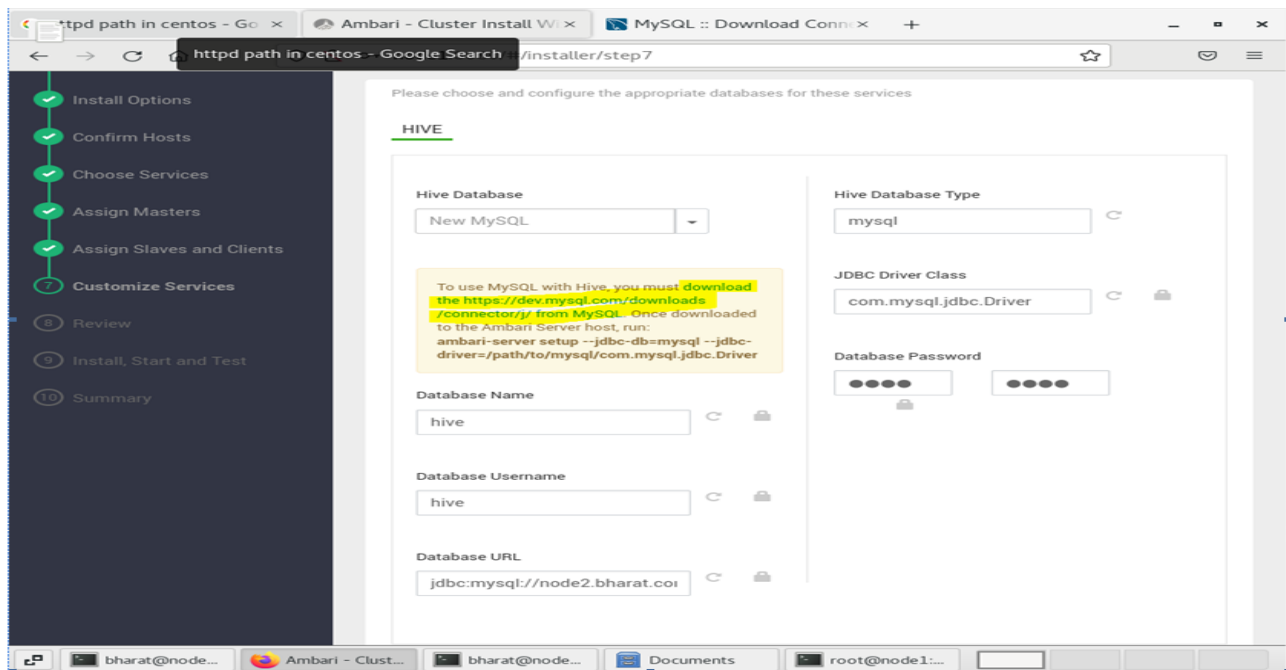 ttpd path in centos - Go
Ambari - Cluster Install Wi
MySQL :: Download Conne
httpd path in centos - Google Search
#/installer/step7
Install Options
Confirm Hosts
Choose Services
Assign Masters
Assign Slaves and Clients
7 Customize Services
8 Review
9 Install, Start and Test
10 Summary
Please choose and configure the appropriate databases for these services
HIVE
Hive Database
New MySQL
To use MySQL with Hive, you must download
the https://dev.mysql.com/downloads
/connector/j/ from MySQL. Once downloaded
to the Ambari Server host, run:
ambari-server setup --jdbc-db=mysql --jdbc-
driver=/path/to/mysql/com.mysql.jdbc.Driver
Database Name
hive
Database Username
hive
Database URL
jdbc:mysql://node2.bharat.co
Hive Database Type
mysql
JDBC Driver Class
com.mysql.jdbc.Driver
Database Password
bharat@node...
Ambari - Clust...
bharat@node...
Documents
root@node1:...